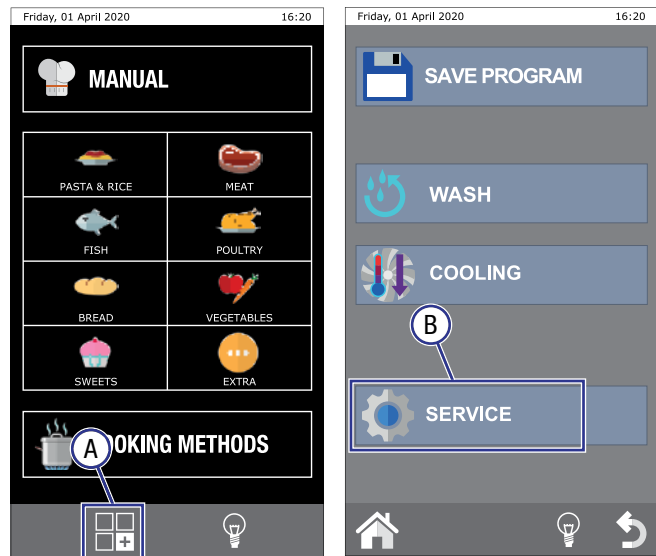 Friday, 01 April 2020 16:20
MANUAL
PASTA & RICE MEAT
FISH POULTRY
BREAD VEGETABLES
SWEETS EXTRA
A
OOKING METHODS
Friday, 01 April 2020 16:20
SAVE PROGRAM
WASH
COOLING
B
SERVICE